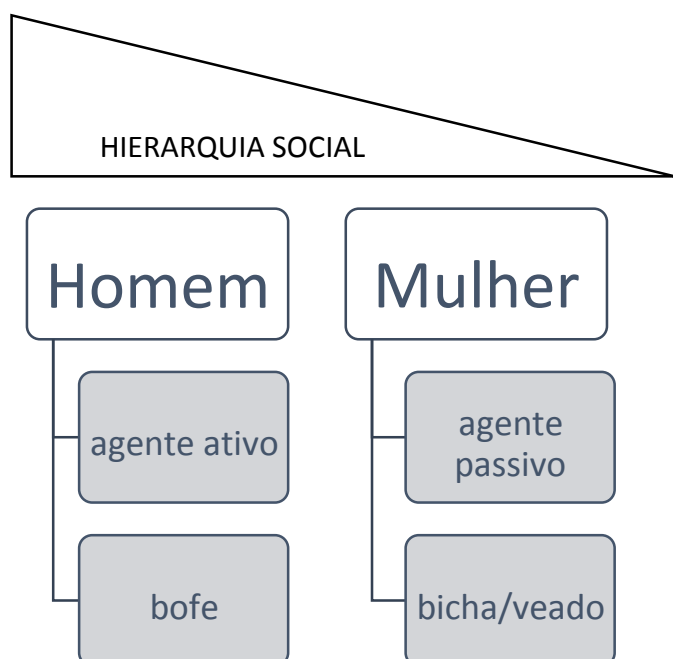 HIERARQUIA SOCIAL
Homem
Mulher
agente ativo
agente
passivo
bofe
bicha/veado